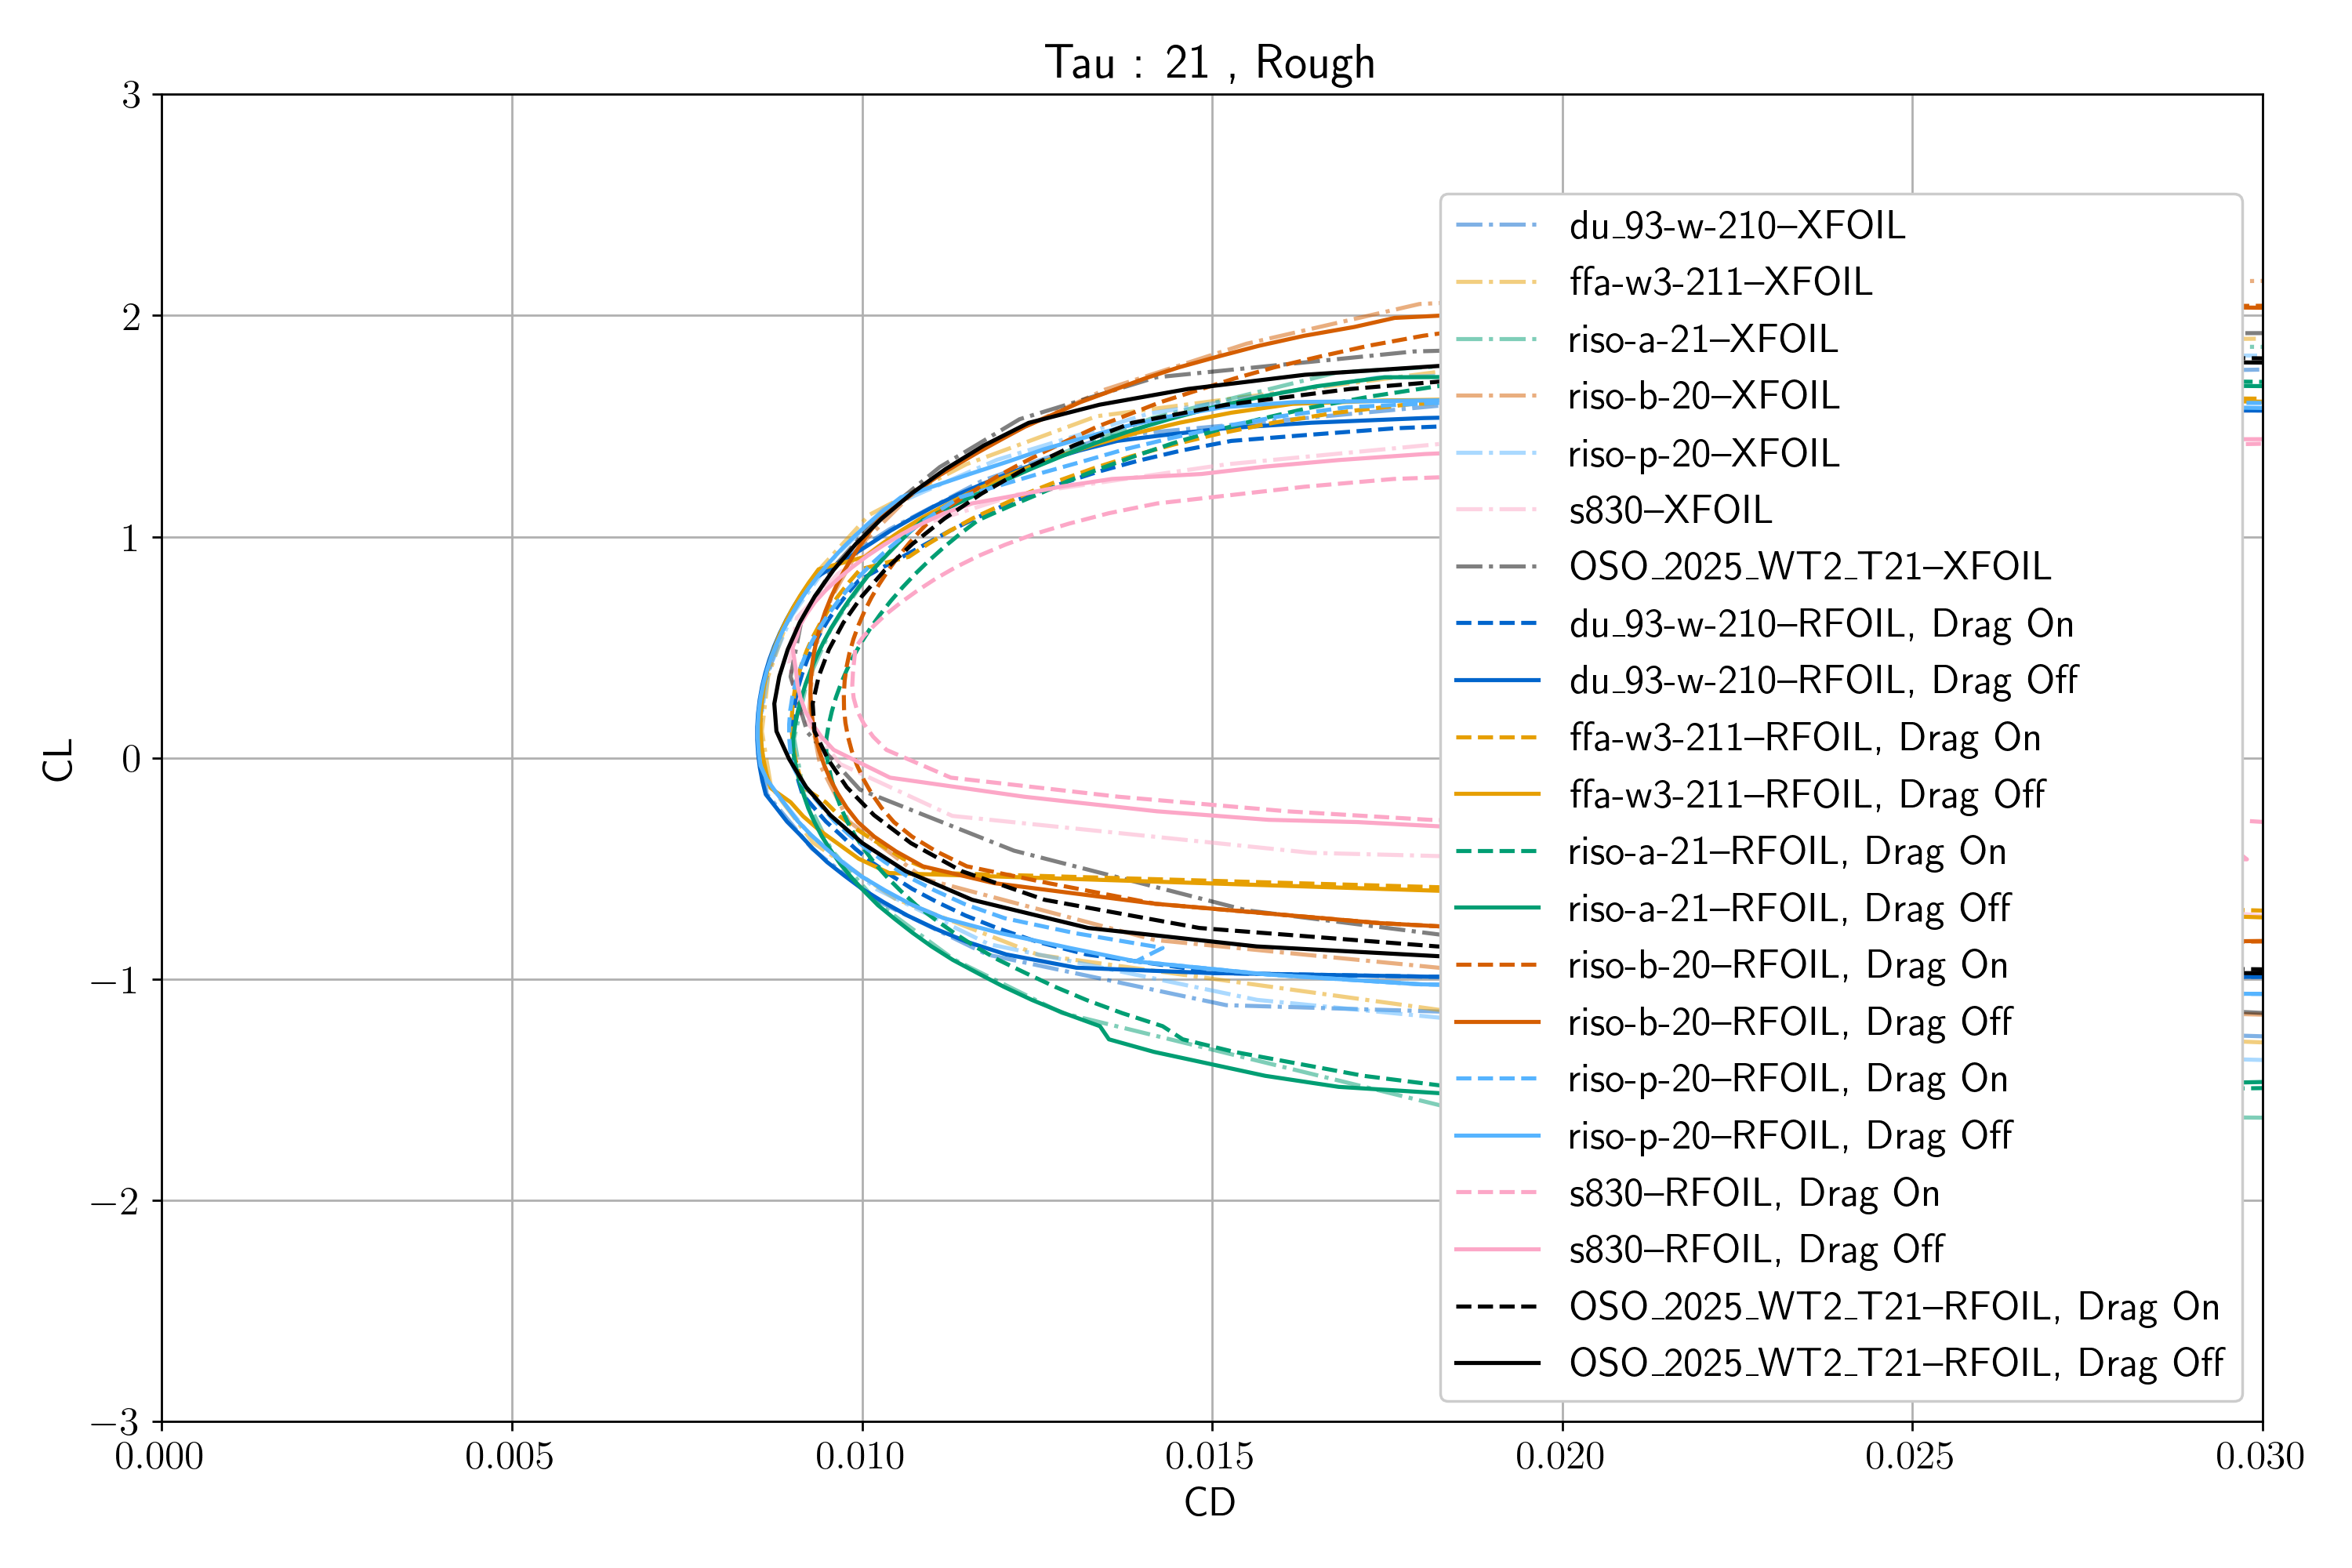 Tau : 21 , Rough
3
2
1
0
−1
−2
−3
CL
0.000 0.005 0.010 0.015 0.020 0.025 0.030
CD
du_93-w-210–XFOIL
ffa-w3-211–XFOIL
riso-a-21–XFOIL
riso-b-20–XFOIL
riso-p-20–XFOIL
s830–XFOIL
OSO_2025_WT2_T21–XFOIL
du_93-w-210–RFOIL, Drag On
du_93-w-210–RFOIL, Drag Off
ffa-w3-211–RFOIL, Drag On
ffa-w3-211–RFOIL, Drag Off
riso-a-21–RFOIL, Drag On
riso-a-21–RFOIL, Drag Off
riso-b-20–RFOIL, Drag On
riso-b-20–RFOIL, Drag Off
riso-p-20–RFOIL, Drag On
riso-p-20–RFOIL, Drag Off
s830–RFOIL, Drag On
s830–RFOIL, Drag Off
OSO_2025_WT2_T21–RFOIL, Drag On
OSO_2025_WT2_T21–RFOIL, Drag Off